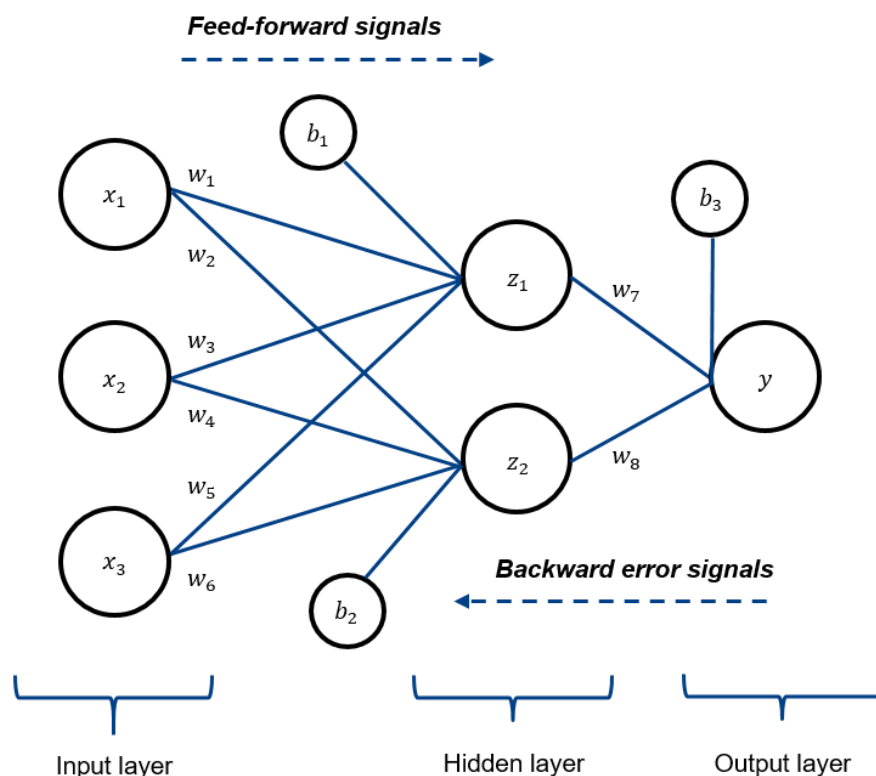 Feed-forward signals
b₁
x₁
w₁
w₂
b₃
z₁
w₇
w₃
x₂
w₄
y
z₂
w₈
w₅
x₃
w₆
Backward error signals
b₂
Input layer
Hidden layer
Output layer